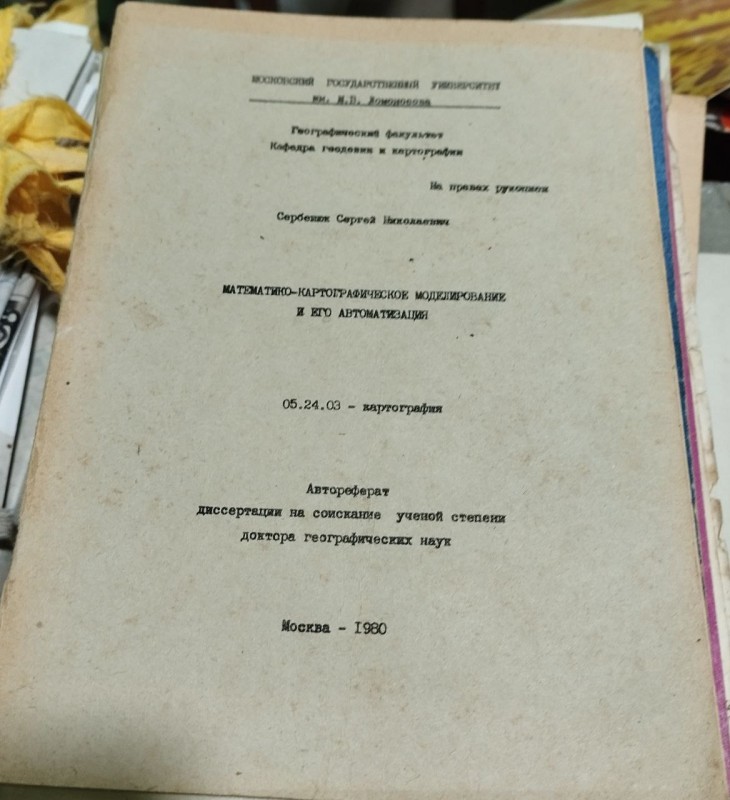 МОСКОВСКИЙ ГОСУДАРСТВЕННЫЙ УНИВЕРСИТЕТ
им. М.В. Ломоносова
Географический факультет
Кафедра геодезии и картографии
На правах рукописи
Сербенюк Сергей Николаевич
МАТЕМАТИКО-КАРТОГРАФИЧЕСКОЕ МОДЕЛИРОВАНИЕ
И ЕГО АВТОМАТИЗАЦИЯ
05.24.03 - картография
Автореферат
диссертации на соискание ученой степени
доктора географических наук
Москва - 1980